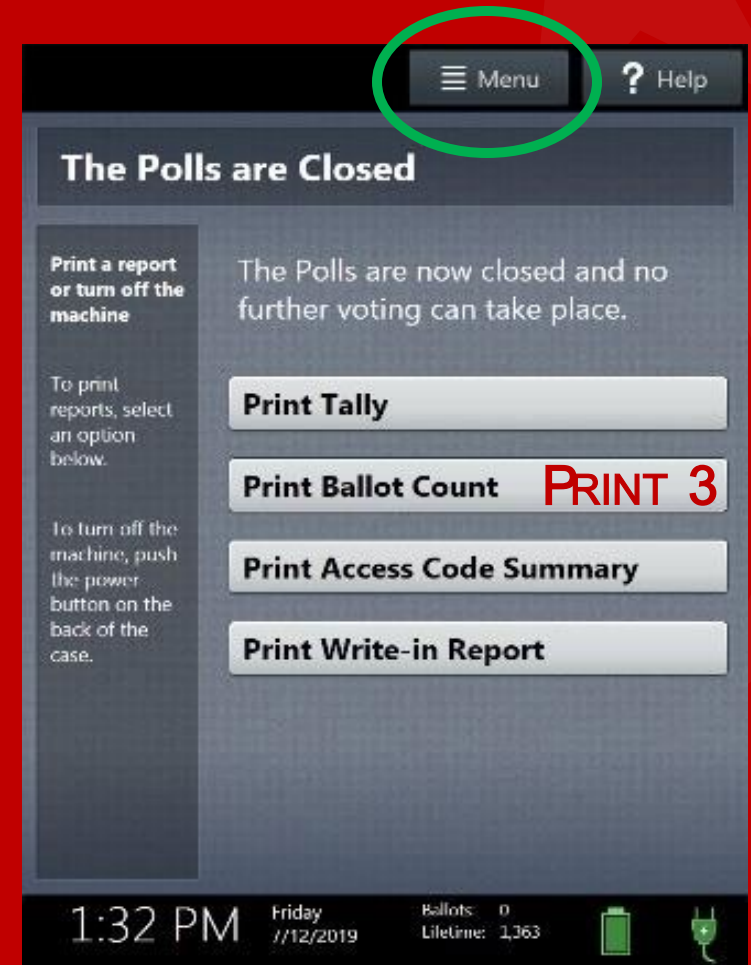 Menu
? Help
The Polls are Closed
Print a report
or turn off the
machine
To print
reports, select
an option
below.
To turn off the
machine, push
the power
button on the
back of the
case.
The Polls are now closed and no
further voting can take place.
Print Tally
Print Ballot Count PRINT 3
Print Access Code Summary
Print Write-in Report
1:32 PM
Friday
7/12/2019
Ballots: 0
Lifetime: 1,363